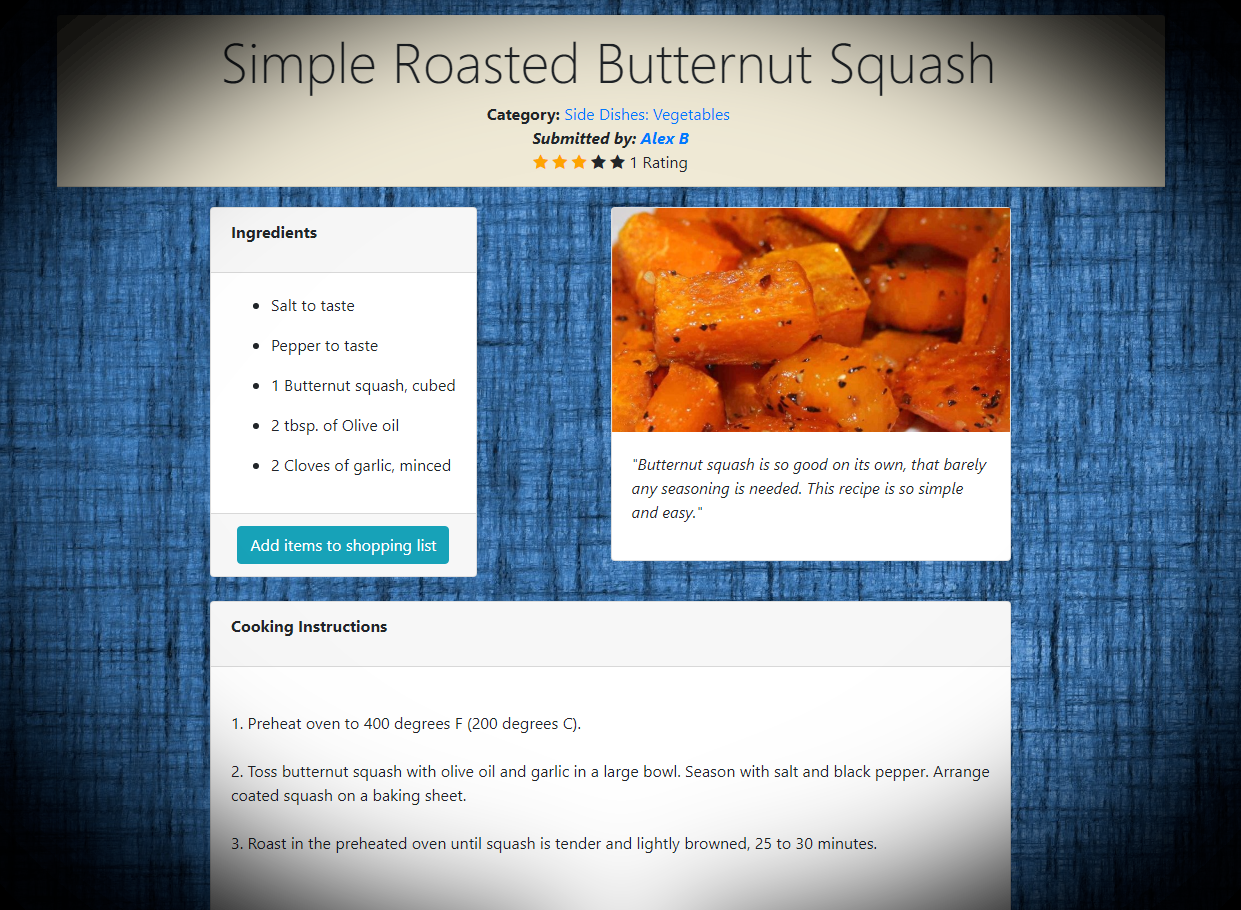 Simple Roasted Butternut Squash
Category: Side Dishes: Vegetables
Submitted by: Alex B
1 Rating
Ingredients
Salt to taste
Pepper to taste
1 Butternut squash, cubed
2 tbsp. of Olive oil
2 Cloves of garlic, minced
Add items to shopping list
"Butternut squash is so good on its own, that barely
any seasoning is needed. This recipe is so simple
and easy."
Cooking Instructions
1. Preheat oven to 400 degrees F (200 degrees C).
2. Toss butternut squash with olive oil and garlic in a large bowl. Season with salt and black pepper. Arrange
coated squash on a baking sheet.
3. Roast in the preheated oven until squash is tender and lightly browned, 25 to 30 minutes.